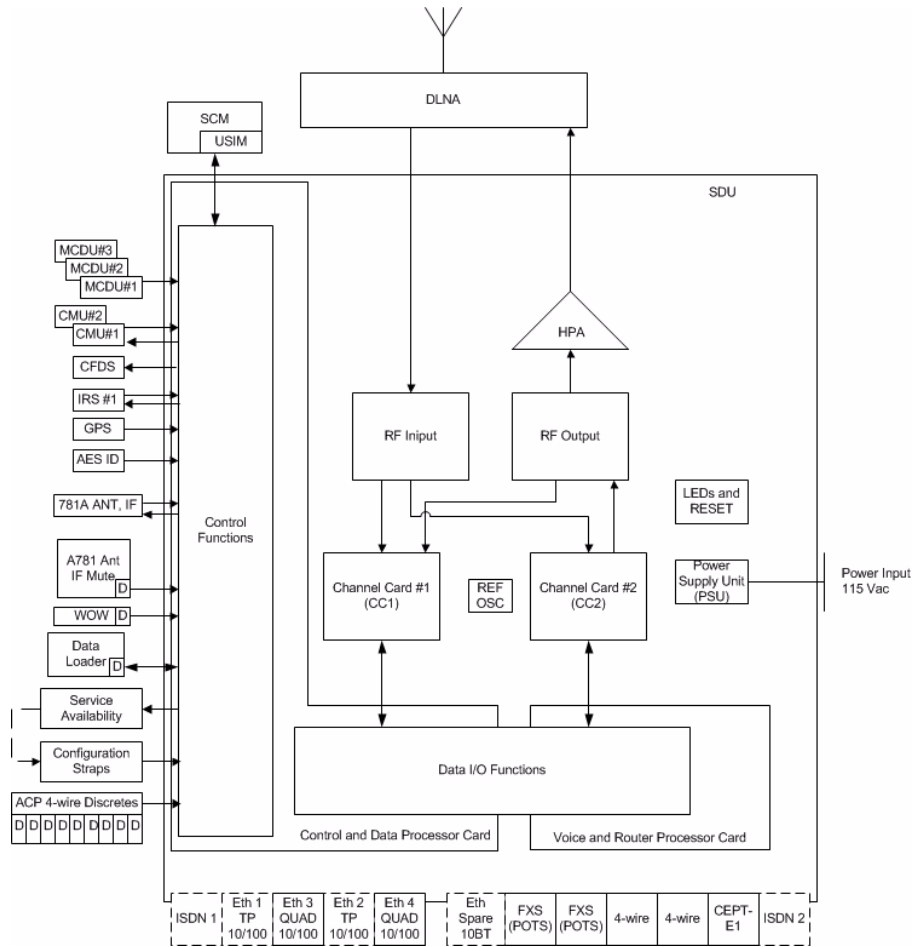 DLNA
SCM
USIM
SDU
MCDU#3
MCDU#2
MCDU#1
CMU#2
CMU#1
CFDS
IRS #1
GPS
AES ID
781A ANT, IF
A781 Ant
IF Mute
D
WOW
D
Data
Loader
D
Service
Availability
Configuration
Straps
ACP 4-wire Discretes
D D D D D D D D D
Control
Functions
HPA
RF Iniput
RF Output
LEDs and
RESET
Channel Card #1
(CC1)
REF
OSC
Channel Card #2
(CC2)
Power
Supply Unit
(PSU)
Power Input
115 Vac
Data I/O Functions
Control and Data Processor Card
Voice and Router Processor Card
ISDN 1
Eth 1
TP
10/100
Eth 3
QUAD
10/100
Eth 2
TP
10/100
Eth 4
QUAD
10/100
Eth
Spare
10BT
FXS
(POTS)
FXS
(POTS)
4-wire
4-wire
CEPT-
E1
ISDN 2